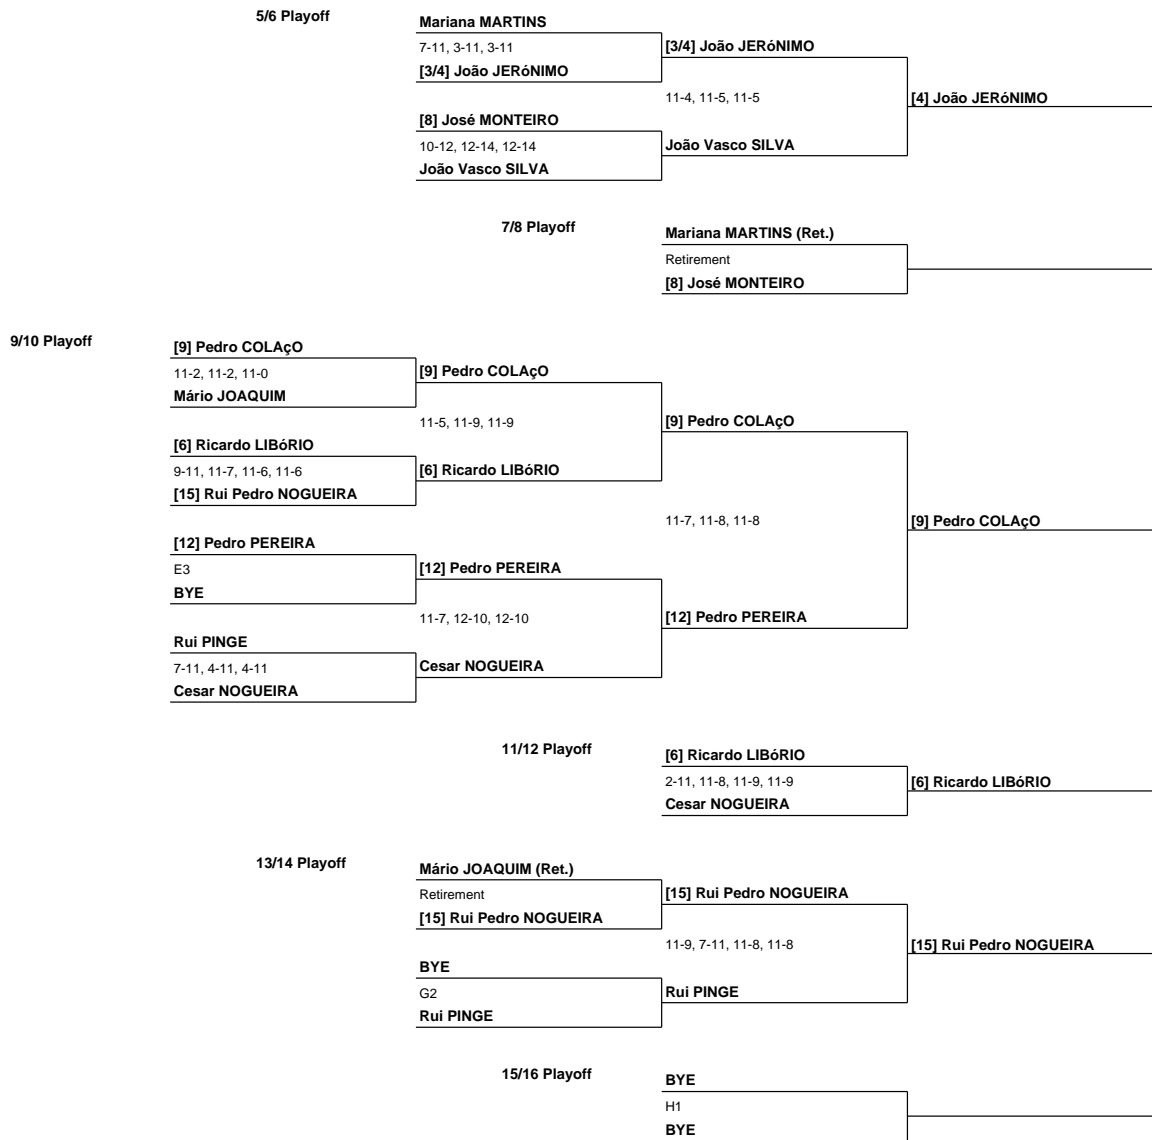 5/6 Playoff
Mariana MARTINS
7-11, 3-11, 3-11
[3/4] João JERóNIMO
[3/4] João JERóNIMO
11-4, 11-5, 11-5
[4] João JERóNIMO
[8] José MONTEIRO
10-12, 12-14, 12-14
João Vasco SILVA
João Vasco SILVA
7/8 Playoff
Mariana MARTINS (Ret.)
Retirement
[8] José MONTEIRO
9/10 Playoff
[9] Pedro COLAçO
11-2, 11-2, 11-0
[9] Pedro COLAçO
Mário JOAQUIM
11-5, 11-9, 11-9
[9] Pedro COLAçO
[6] Ricardo LIBóRIO
9-11, 11-7, 11-6, 11-6
[6] Ricardo LIBóRIO
[15] Rui Pedro NOGUEIRA
11-7, 11-8, 11-8
[9] Pedro COLAçO
[12] Pedro PEREIRA
E3
[12] Pedro PEREIRA
BYE
11-7, 12-10, 12-10
[12] Pedro PEREIRA
Rui PINGE
7-11, 4-11, 4-11
Cesar NOGUEIRA
Cesar NOGUEIRA
11/12 Playoff
[6] Ricardo LIBóRIO
2-11, 11-8, 11-9, 11-9
[6] Ricardo LIBóRIO
Cesar NOGUEIRA
13/14 Playoff
Mário JOAQUIM (Ret.)
Retirement
[15] Rui Pedro NOGUEIRA
[15] Rui Pedro NOGUEIRA
11-9, 7-11, 11-8, 11-8
[15] Rui Pedro NOGUEIRA
BYE
G2
Rui PINGE
Rui PINGE
15/16 Playoff
BYE
H1
BYE